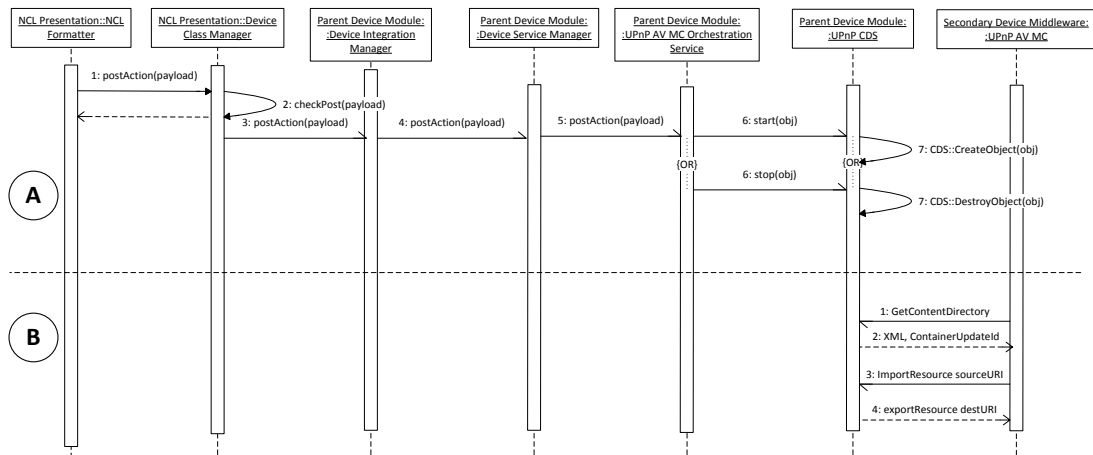 NCL Presentation::NCL
Formatter
NCL Presentation::Device
Class Manager
Parent Device Module:
:Device Integration
Manager
Parent Device Module:
:Device Service Manager
Parent Device Module:
:UPnP AV MC Orchestration
Service
Parent Device Module:
:UPnP CDS
Secondary Device Middleware:
:UPnP AV MC
1: postAction(payload)
2: checkPost(payload)
3: postAction(payload)
4: postAction(payload)
5: postAction(payload)
6: start(obj)
7: CDS::CreateObject(obj)
{OR}
{OR}
6: stop(obj)
7: CDS::DestroyObject(obj)
A
B
1: GetContentDirectory
2: XML, ContainerUpdateId
3: ImportResource sourceURI
4: exportResource destURI